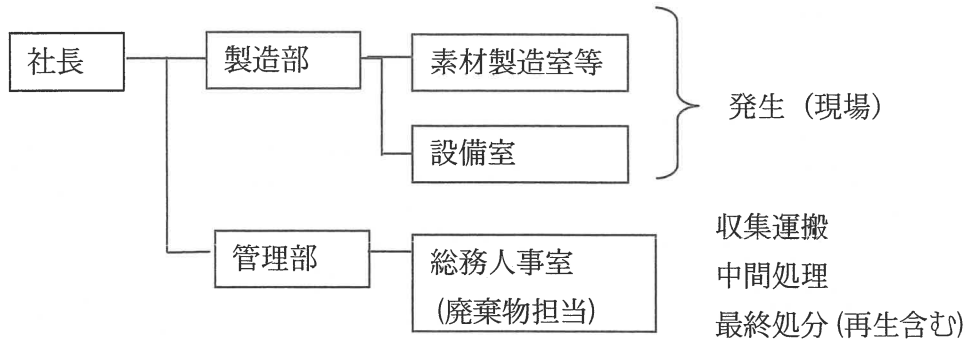 社長
製造部
素材製造室等
発生（現場）
設備室
管理部
総務人事室
(廃棄物担当)
収集運搬
中間処理
最終処分(再生含む)